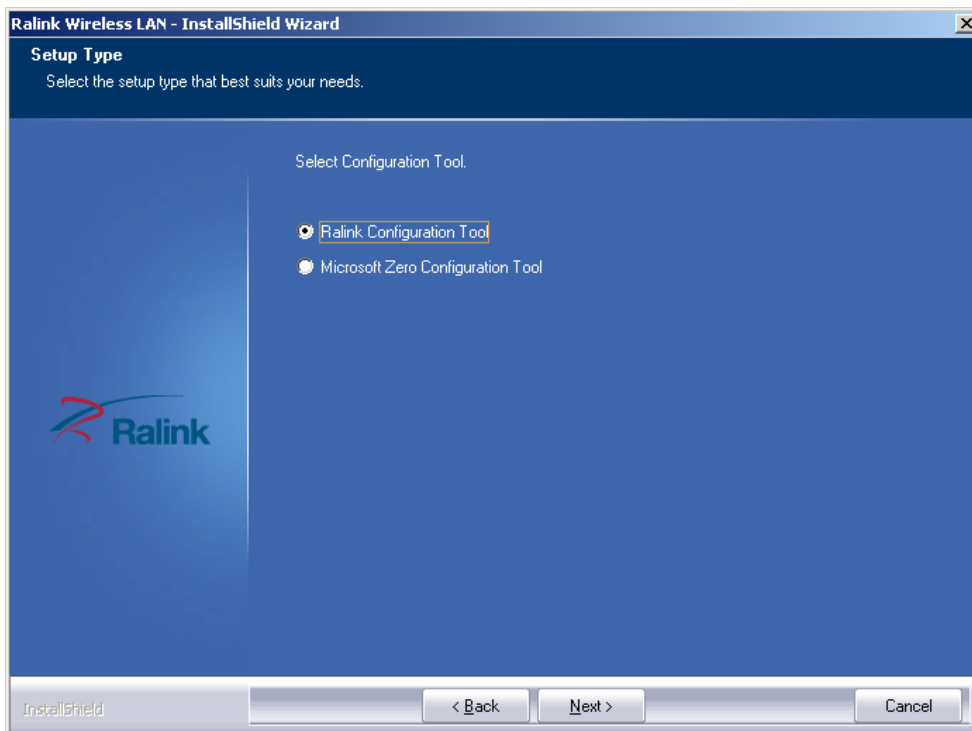 Ralink Wireless LAN - InstallShield Wizard
Setup Type
Select the setup type that best suits your needs.
Select Configuration Tool.
Ralink Configuration Tool
Microsoft Zero Configuration Tool
Ralink
InstallShield
< Back
Next >
Cancel